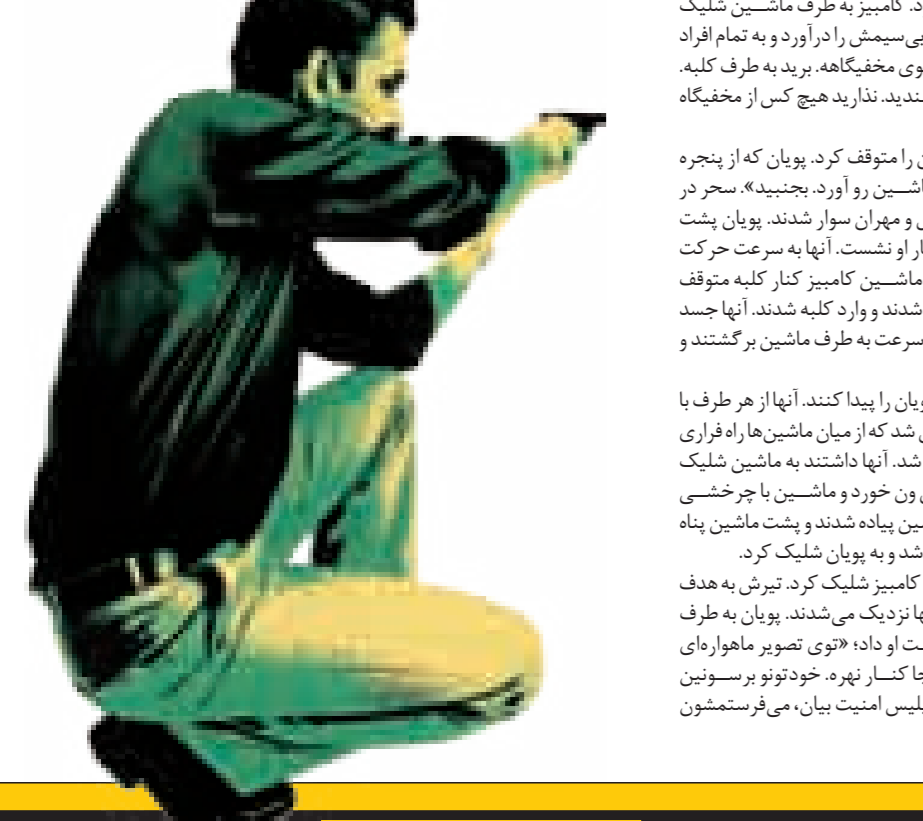 د. کامبیز به طرف ماشین شلیک
بی‌سیمش را درآورد و به تمام افراد
وی مخفیگاهه. برید به طرف کلبه.
ندید. نذارید هیچ کس از مخفیگاه
ن را متوقف کرد. پویان که از پنجره
اشین رو آورد. بجنبید». سحر در
ی و مهران سوار شدند. پویان پشت
ار او نشست. آنها به سرعت حرکت
ماشین کامبیز کنار کلبه متوقف
شدند و وارد کلبه شدند. آنها جسد
سرعت به طرف ماشین برگشتند و
ویان را پیدا کنند. آنها از هر طرف با
ی شد که از میان ماشین‌ها راه فراری
شد. آنها داشتند به ماشین شلیک
ی ون خورد و ماشین با چرخشی
شین پیاده شدند و پشت ماشین پناه
شد و به پویان شلیک کرد.
کامبیز شلیک کرد. تیرش به هدف
ها نزدیک می‌شدند. پویان به طرف
ت او داد؛ «توی تصویر ماهواره‌ای
جا کنار نهره. خودتونو برسونین
لیس امنیت بیان، می‌فرستمشون